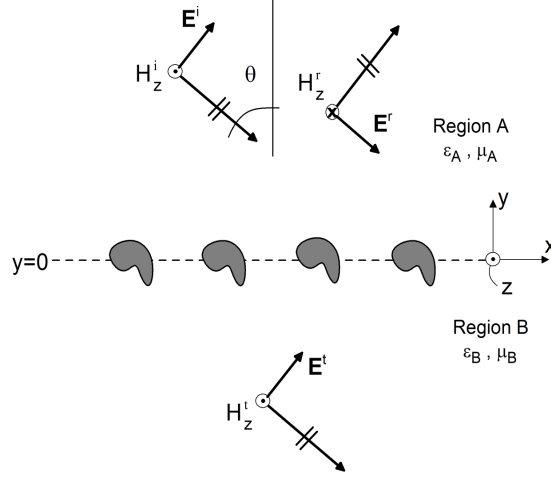 E^i
H_z^i
θ
H_z^r
E^r
Region A
ε_A , μ_A
y
y=0
x
z
Region B
ε_B , μ_B
E^t
H_z^t